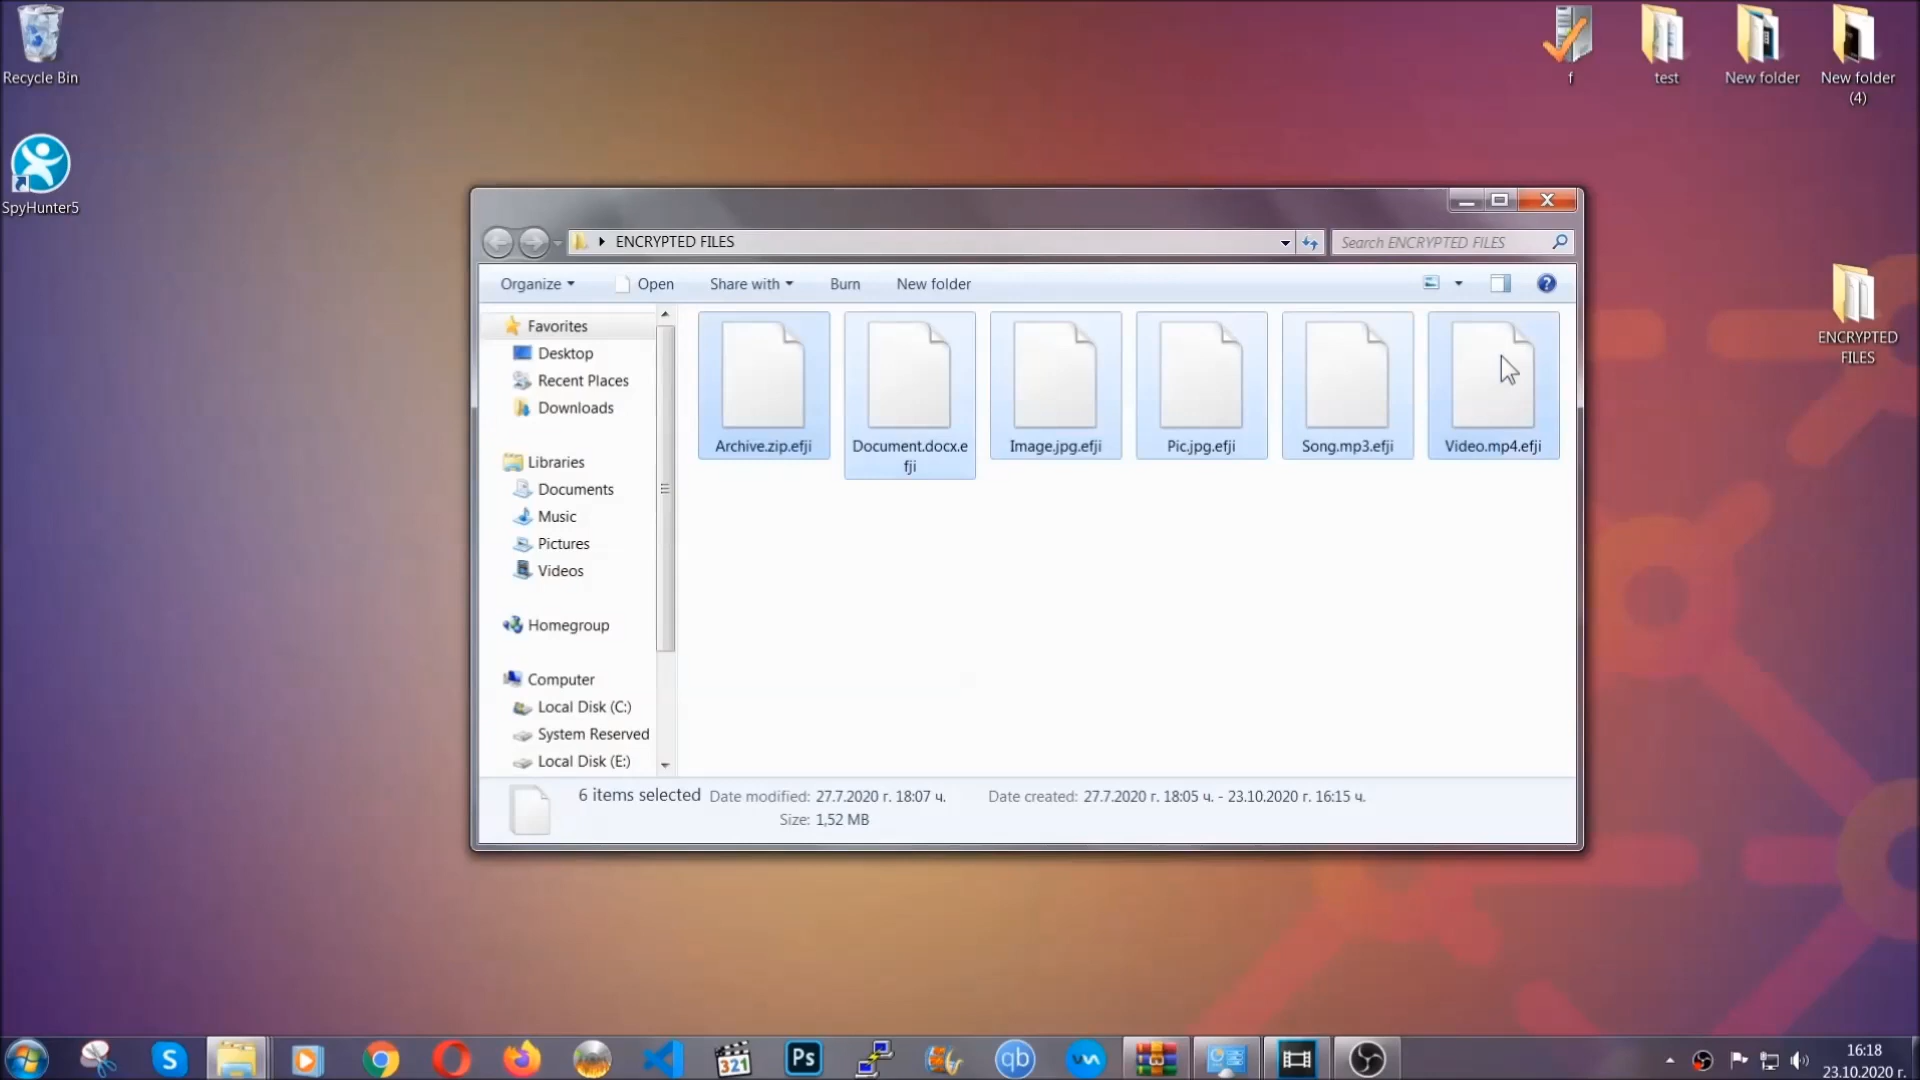 Recycle Bin
SpyHunter5
f
test
New folder
New folder
(4)
ENCRYPTED
FILES
ENCRYPTED FILES
Search ENCRYPTED FILES
Organize
Open
Share with
Burn
New folder
Favorites
Desktop
Recent Places
Downloads
Libraries
Documents
Music
Pictures
Videos
Homegroup
Computer
Local Disk (C:)
System Reserved
Local Disk (E:)
Archive.zip.efji
Document.docx.e
fji
Image.jpg.efji
Pic.jpg.efji
Song.mp3.efji
Video.mp4.efji
6 items selected
Date modified: 27.7.2020 г. 18:07 ч.
Date created: 27.7.2020 г. 18:05 ч. - 23.10.2020 г. 16:15 ч.
Size: 1,52 MB
S
321
Ps
qb
16:18
23.10.2020 г.